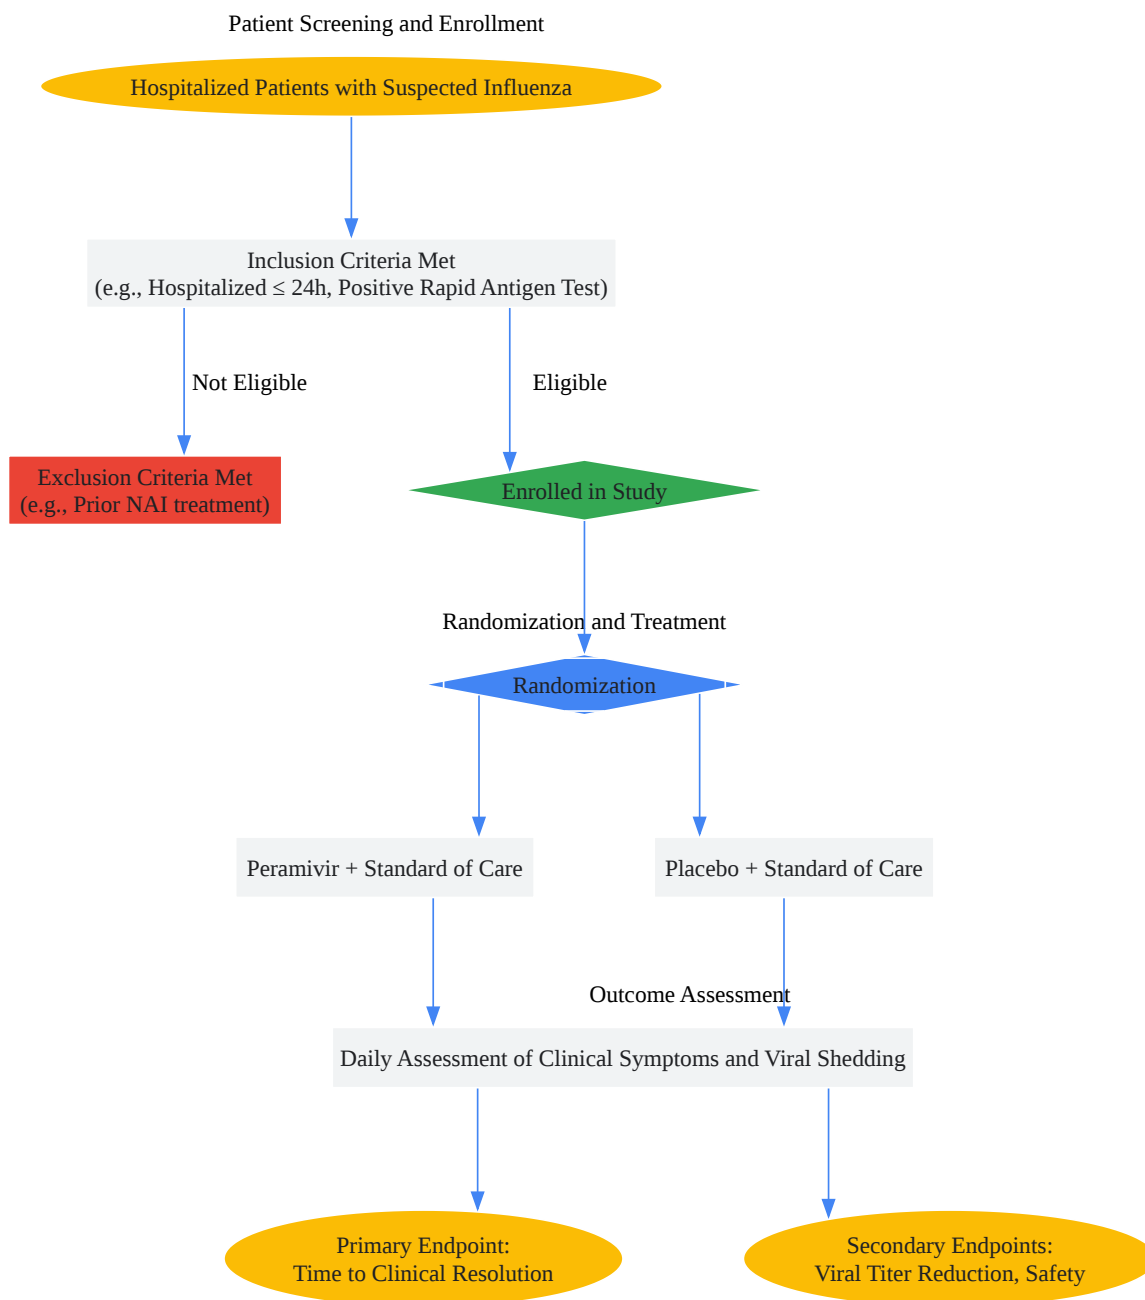 Patient Screening and Enrollment
Hospitalized Patients with Suspected Influenza
Inclusion Criteria Met
(e.g., Hospitalized ≤ 24h, Positive Rapid Antigen Test)
Not Eligible
Eligible
Exclusion Criteria Met
(e.g., Prior NAI treatment)
Enrolled in Study
Randomization and Treatment
Randomization
Peramivir + Standard of Care
Placebo + Standard of Care
Outcome Assessment
Daily Assessment of Clinical Symptoms and Viral Shedding
Primary Endpoint:
Time to Clinical Resolution
Secondary Endpoints:
Viral Titer Reduction, Safety